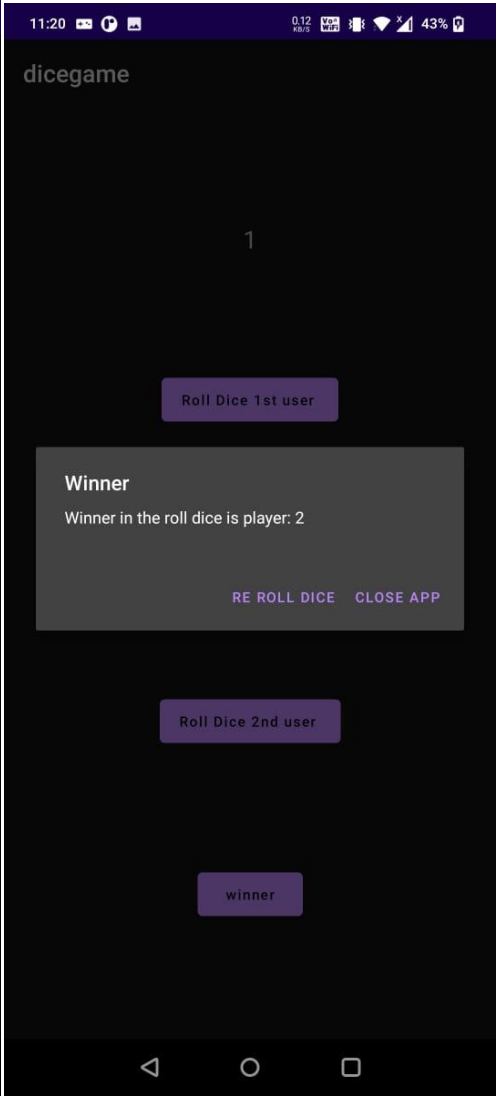 11:20 0.12 KB/S Vo WiFi 43%
dicegame
1
Roll Dice 1st user
Winner
Winner in the roll dice is player: 2
RE ROLL DICE CLOSE APP
Roll Dice 2nd user
winner